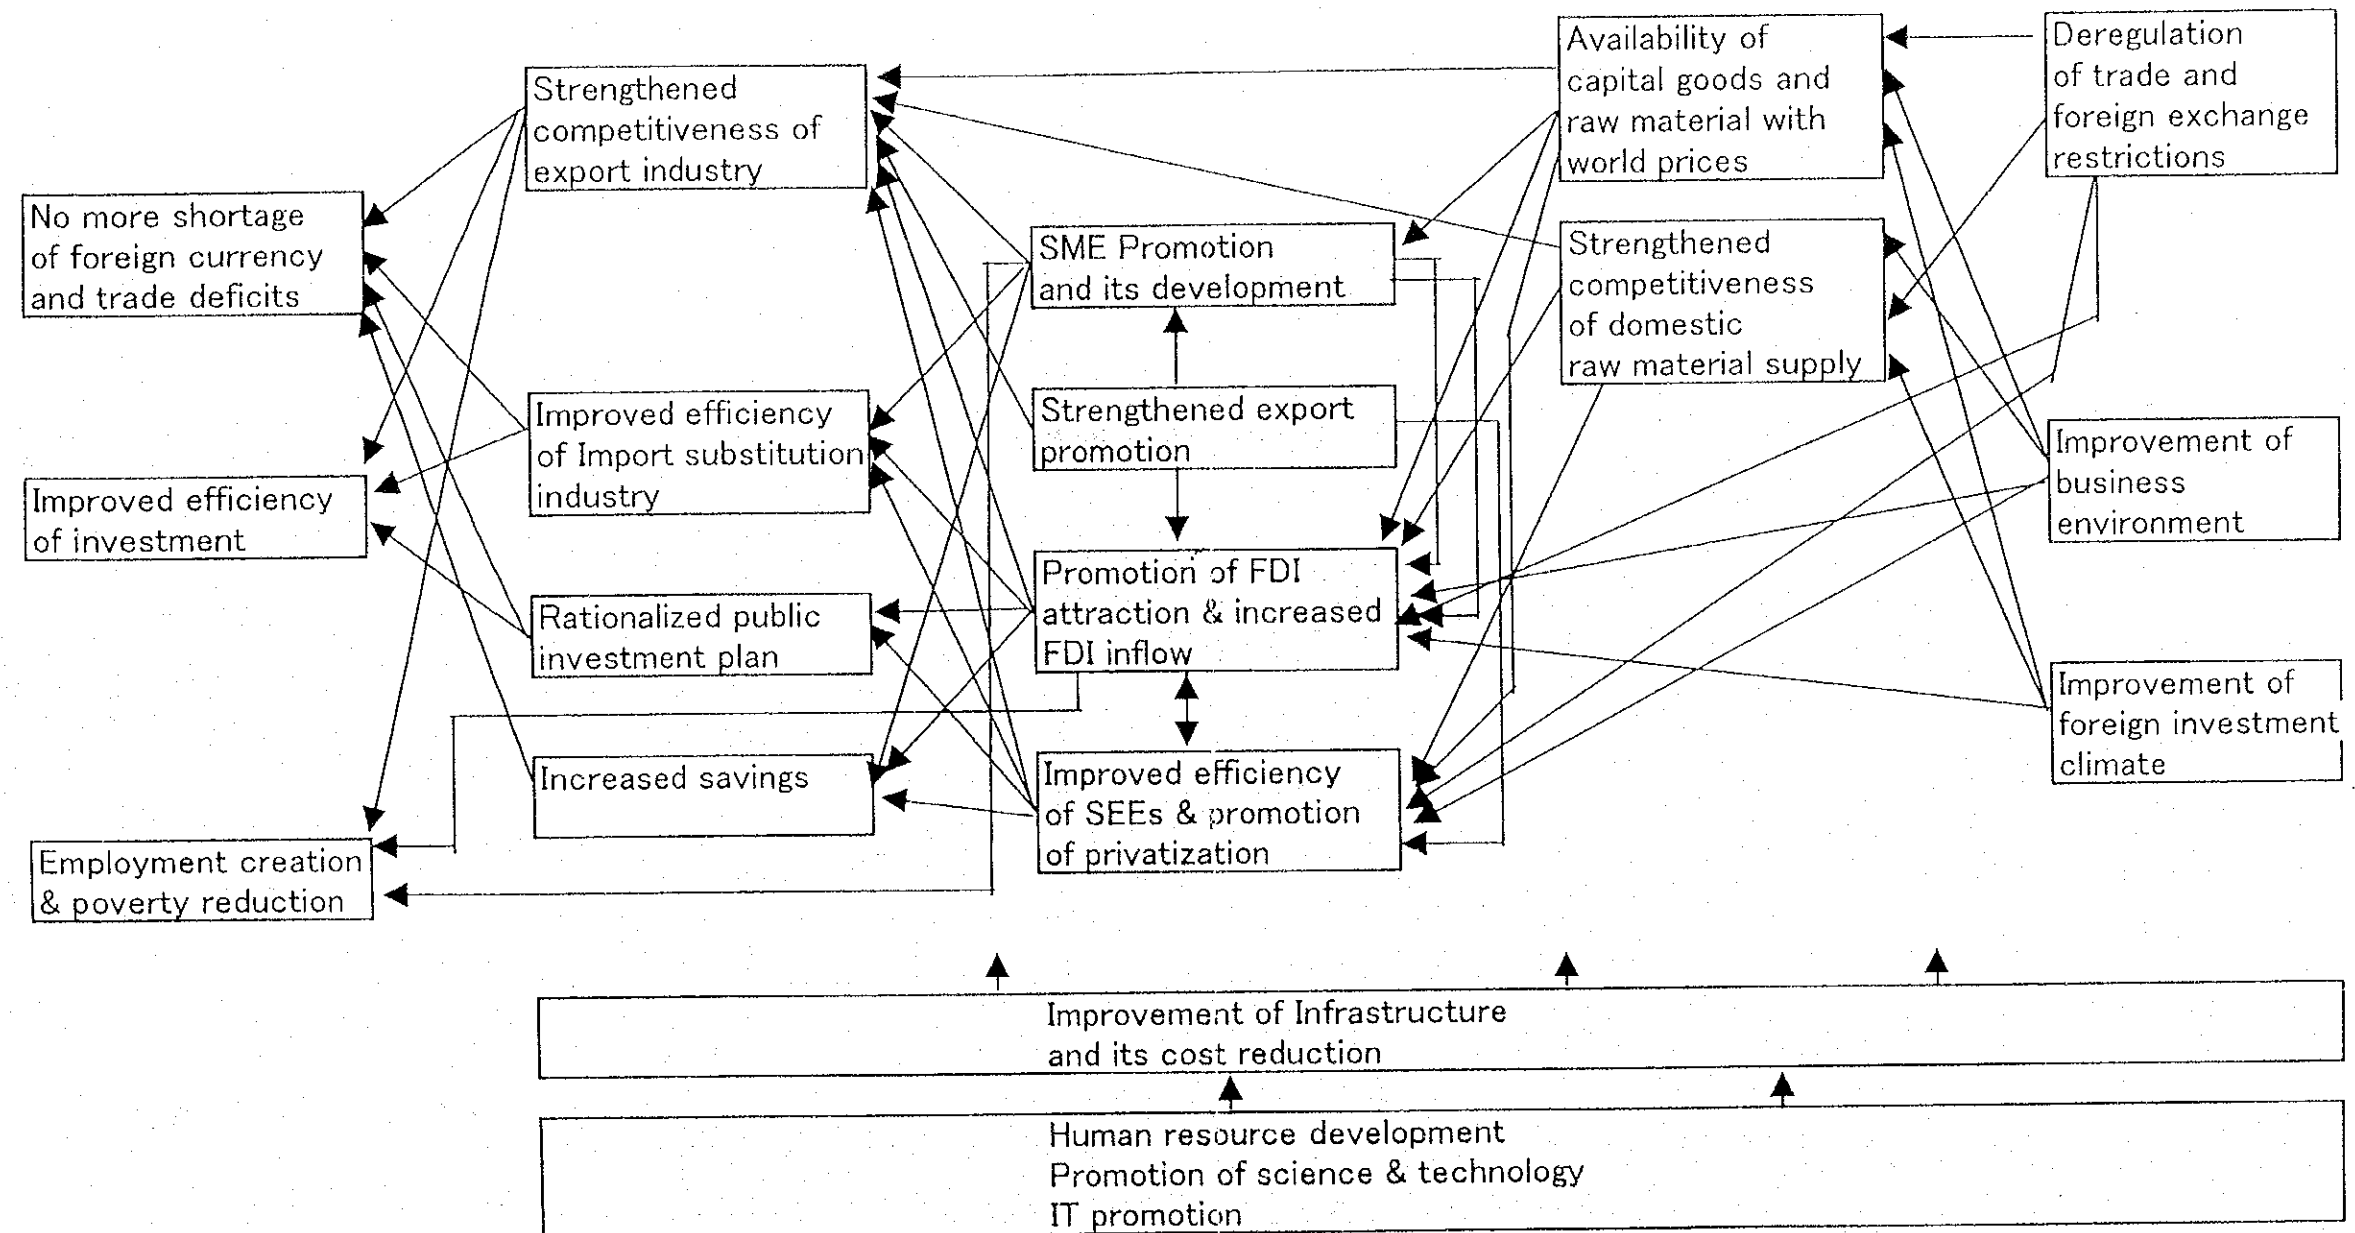 Strengthened
competitiveness of
export industry
Availability of
capital goods and
raw material with
world prices
Deregulation
of trade and
foreign exchange
restrictions
No more shortage
of foreign currency
and trade deficits
SME Promotion
and its development
Strengthened
competitiveness
of domestic
raw material supply
Improved efficiency
of Import substitution
industry
Strengthened export
promotion
Improvement of
business
environment
Improved efficiency
of investment
Promotion of FDI
attraction & increased
FDI inflow
Rationalized public
investment plan
Improvement of
foreign investment
climate
Increased savings
Improved efficiency
of SEEs & promotion
of privatization
Employment creation
& poverty reduction
Improvement of Infrastructure
and its cost reduction
Human resource development
Promotion of science & technology
IT promotion